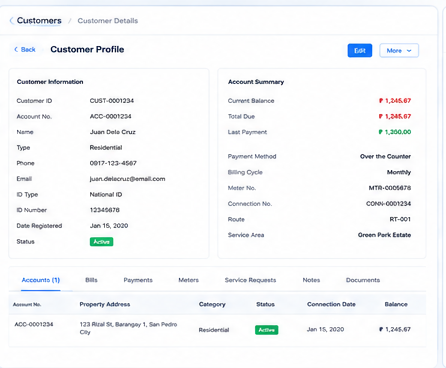 Customers / Customer Details
Back Customer Profile Edit More
Customer Information
Customer ID CUST-0001234
Account No. ACC-0001234
Name Juan Dela Cruz
Type Residential
Phone 0917-123-4567
Email juan.delacruz@email.com
ID Type National ID
ID Number 12345678
Date Registered Jan 15, 2020
Status Active
Account Summary
Current Balance ₱ 1,245.67
Total Due ₱ 1,245.67
Last Payment ₱ 1,200.00
Payment Method Over the Counter
Billing Cycle Monthly
Meter No. MTR-0005678
Connection No. CONN-0001234
Route RT-001
Service Area Green Park Estate
Accounts (1) Bills Payments Meters Service Requests Notes Documents
Account No. Property Address Category Status Connection Date Balance
ACC-0001234 123 Rizal St, Barangay 1, San Pedro
City Residential Active Jan 15, 2020 ₱ 1,245.67